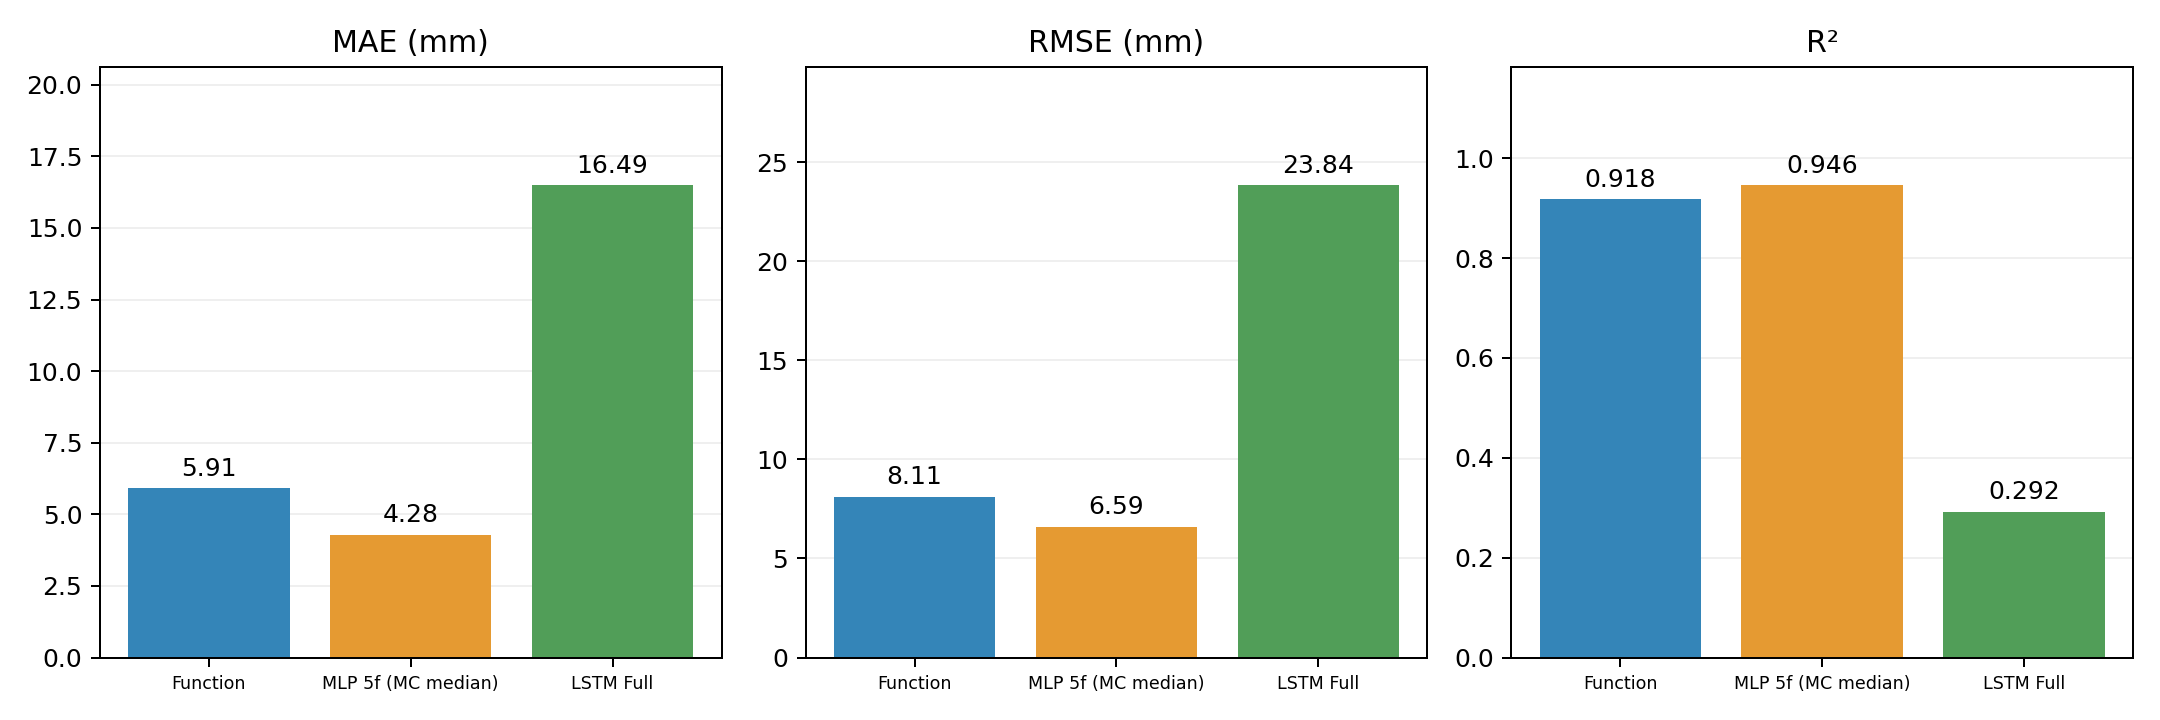 MAE (mm)
20.0
17.5
15.0
12.5
10.0
7.5
5.0
2.5
0.0
5.91
4.28
16.49
Function
MLP 5f (MC median)
LSTM Full
RMSE (mm)
25
20
15
10
5
0
8.11
6.59
23.84
Function
MLP 5f (MC median)
LSTM Full
R²
1.0
0.8
0.6
0.4
0.2
0.0
0.918
0.946
0.292
Function
MLP 5f (MC median)
LSTM Full